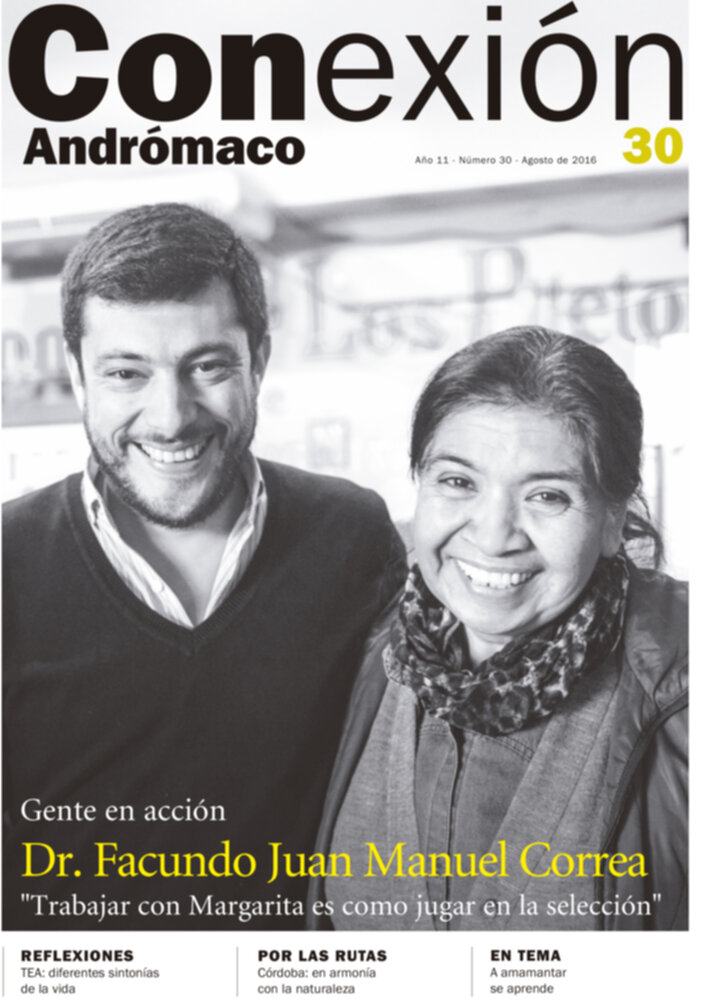 Conexión
Andrómaco
Año 11 - Número 30 - Agosto de 2016
30
Los
Gente en acción
Dr. Facundo Juan Manuel Correa
"Trabajar con Margarita es como jugar en la selección"
REFLEXIONES
TEA: diferentes sintonías
de la vida
POR LAS RUTAS
Córdoba: en armonía
con la naturaleza
EN TEMA
A amamantar
se aprende